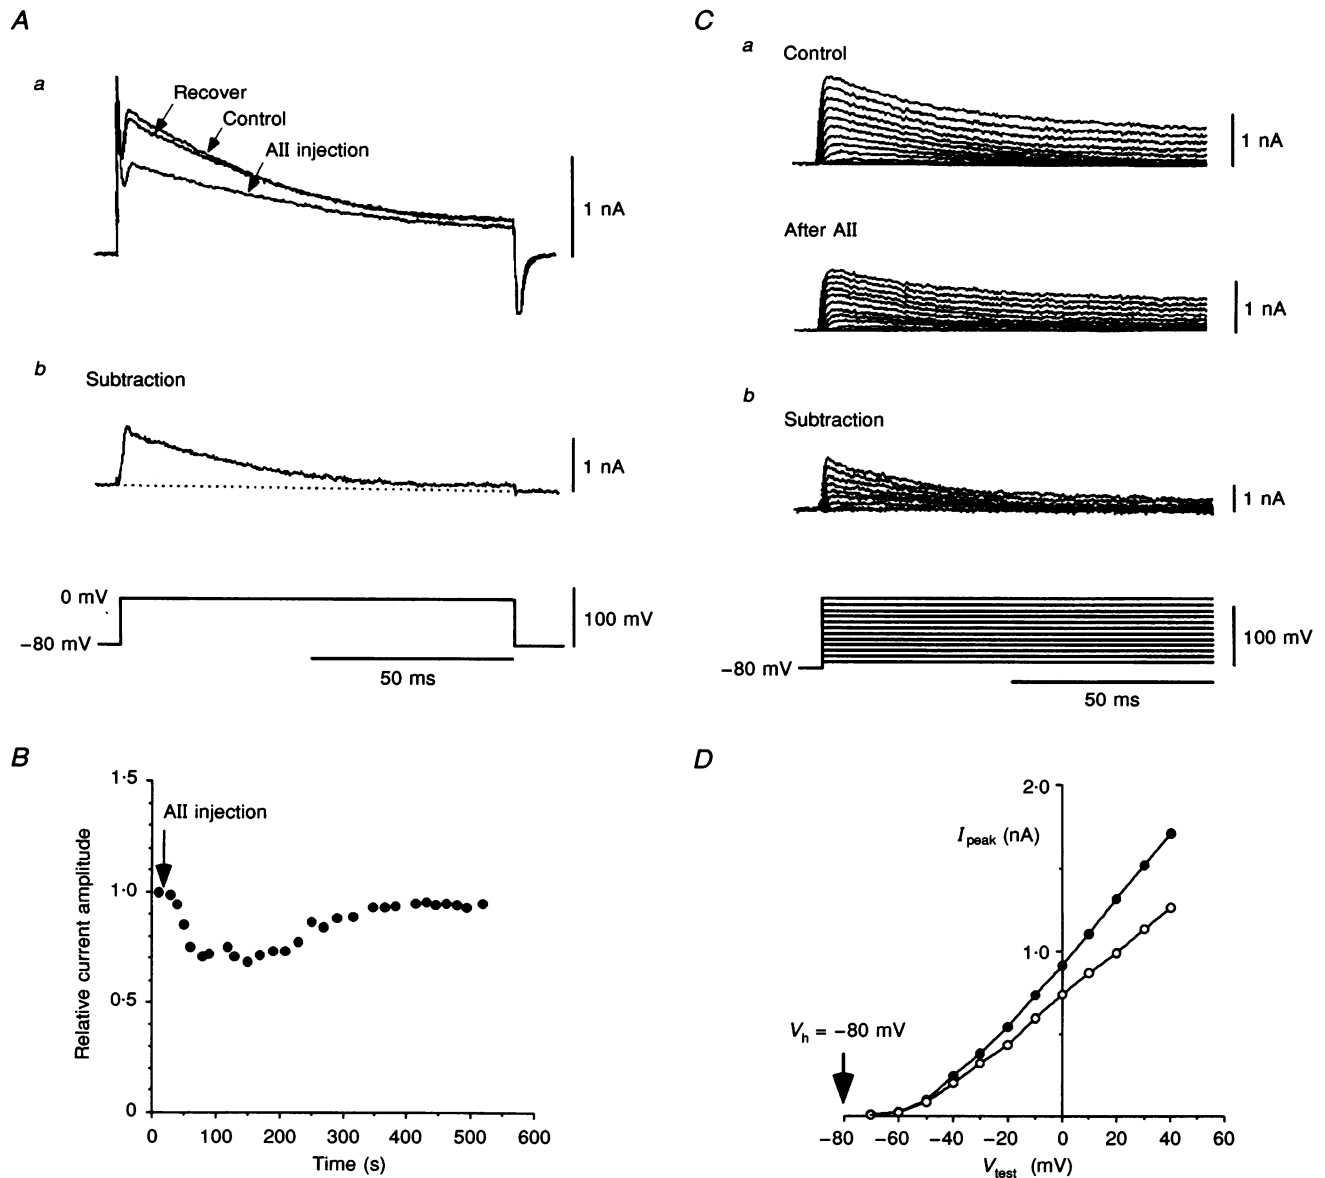 A
a
Recover
Control
AII injection
1 nA
b
Subtraction
1 nA
0 mV
−80 mV
100 mV
50 ms
B
1·5
AII injection
1·0
0·5
0
Relative current amplitude
0 100 200 300 400 500 600
Time (s)
C
a
Control
1 nA
After AII
1 nA
b
Subtraction
1 nA
−80 mV
100 mV
50 ms
D
2·0
Ipeak (nA)
1·0
Vh = −80 mV
−80 −60 −40 −20 0 20 40 60
Vtest (mV)